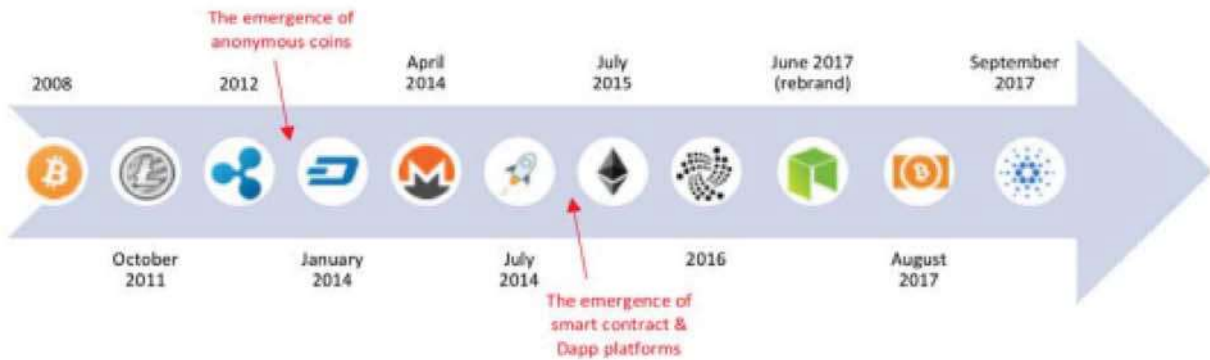 The emergence of
anonymous coins
2008
2012
April
2014
July
2015
June 2017
(rebrand)
September
2017
October
2011
January
2014
July
2014
2016
August
2017
The emergence of
smart contract &
Dapp platforms